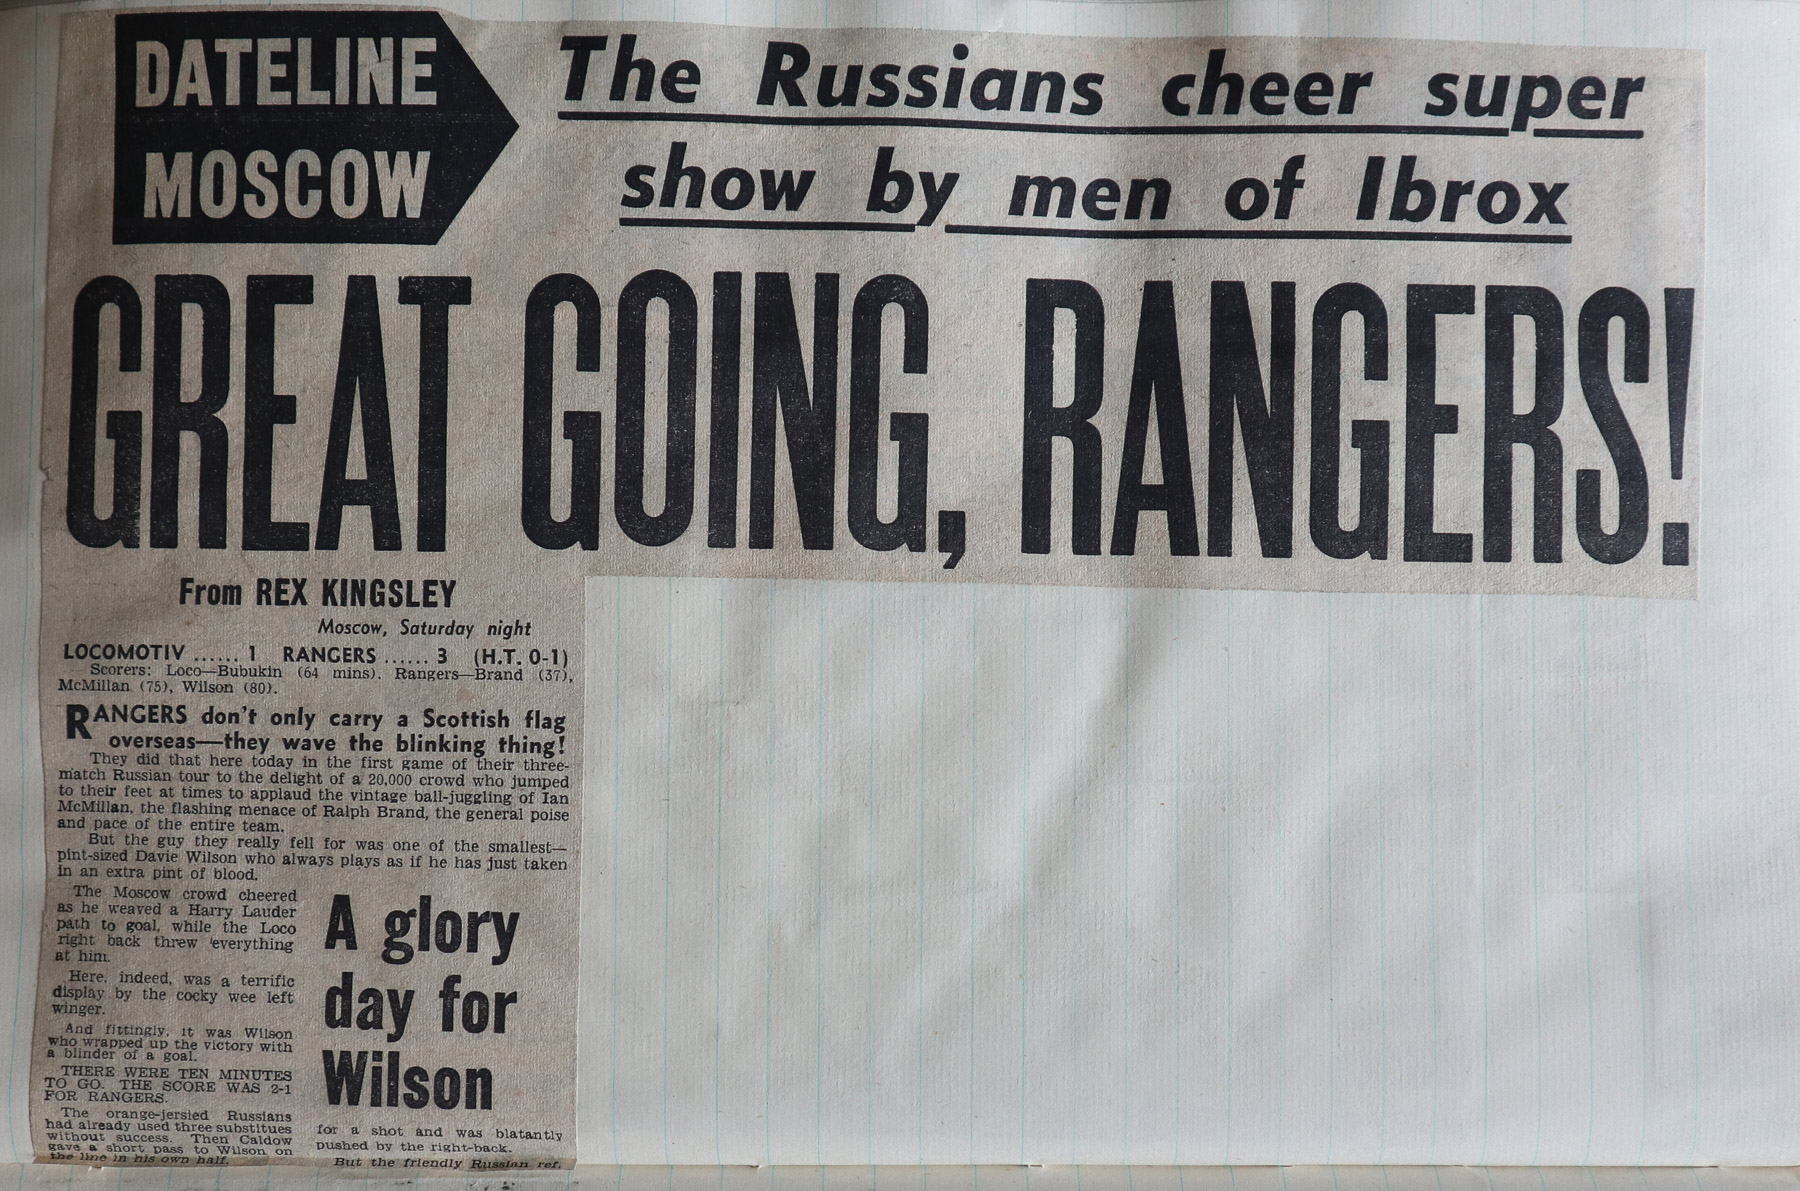 DATELINE
MOSCOW
The Russians cheer super
show by men of Ibrox
GREAT GOING, RANGERS!
From REX KINGSLEY
Moscow, Saturday night
LOCOMOTIV ...... 1 RANGERS ...... 3 (H.T. 0-1)
Scorers: Loco—Bubukin (64 mins). Rangers—Brand (37),
McMillan (75), Wilson (80).
RANGERS don't only carry a Scottish flag
overseas—they wave the blinking thing!
They did that here today in the first game of their three-
match Russian tour to the delight of a 20,000 crowd who jumped
to their feet at times to applaud the vintage ball-juggling of Ian
McMillan, the flashing menace of Ralph Brand, the general poise
and pace of the entire team.
But the guy they really fell for was one of the smallest—
pint-sized Davie Wilson who always plays as if he has just taken
in an extra pint of blood.
The Moscow crowd cheered
as he weaved a Harry Lauder
path to goal, while the Loco
right back threw everything
at him.
Here, indeed, was a terrific
display by the cocky wee left
winger.
And fittingly, it was Wilson
who wrapped up the victory with
a blinder of a goal.
THERE WERE TEN MINUTES
TO GO. THE SCORE WAS 2-1
FOR RANGERS.
The orange-jersied Russians
had already used three substitues
without success. Then Caldow
gave a short pass to Wilson on
the line in his own half.
A glory
day for
Wilson
for a shot and was blatantly
pushed by the right-back.
But the friendly Russian ref.